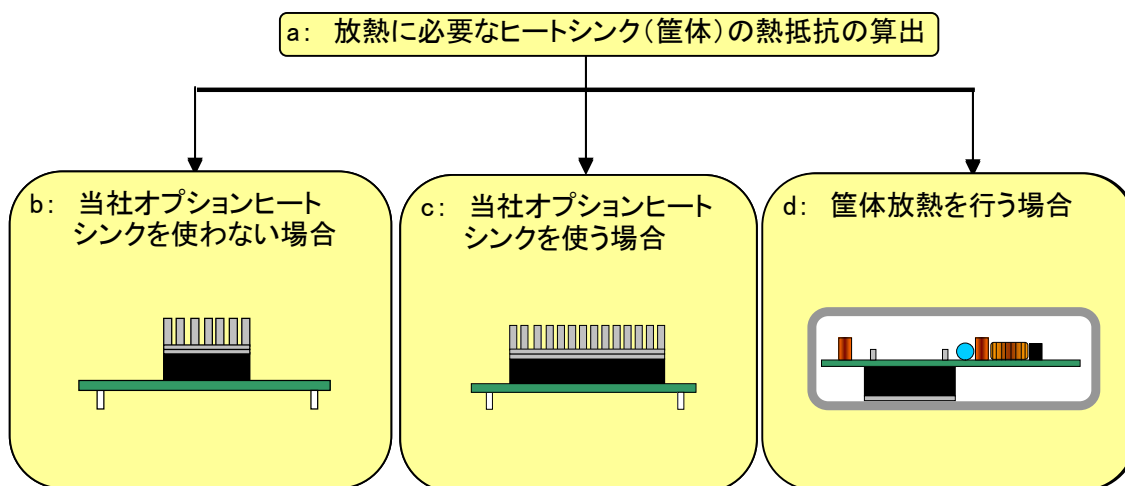 a： 放熱に必要なヒートシンク（筐体）の熱抵抗の算出
b： 当社オプションヒート
シンクを使わない場合
c： 当社オプションヒート
シンクを使う場合
d： 筐体放熱を行う場合